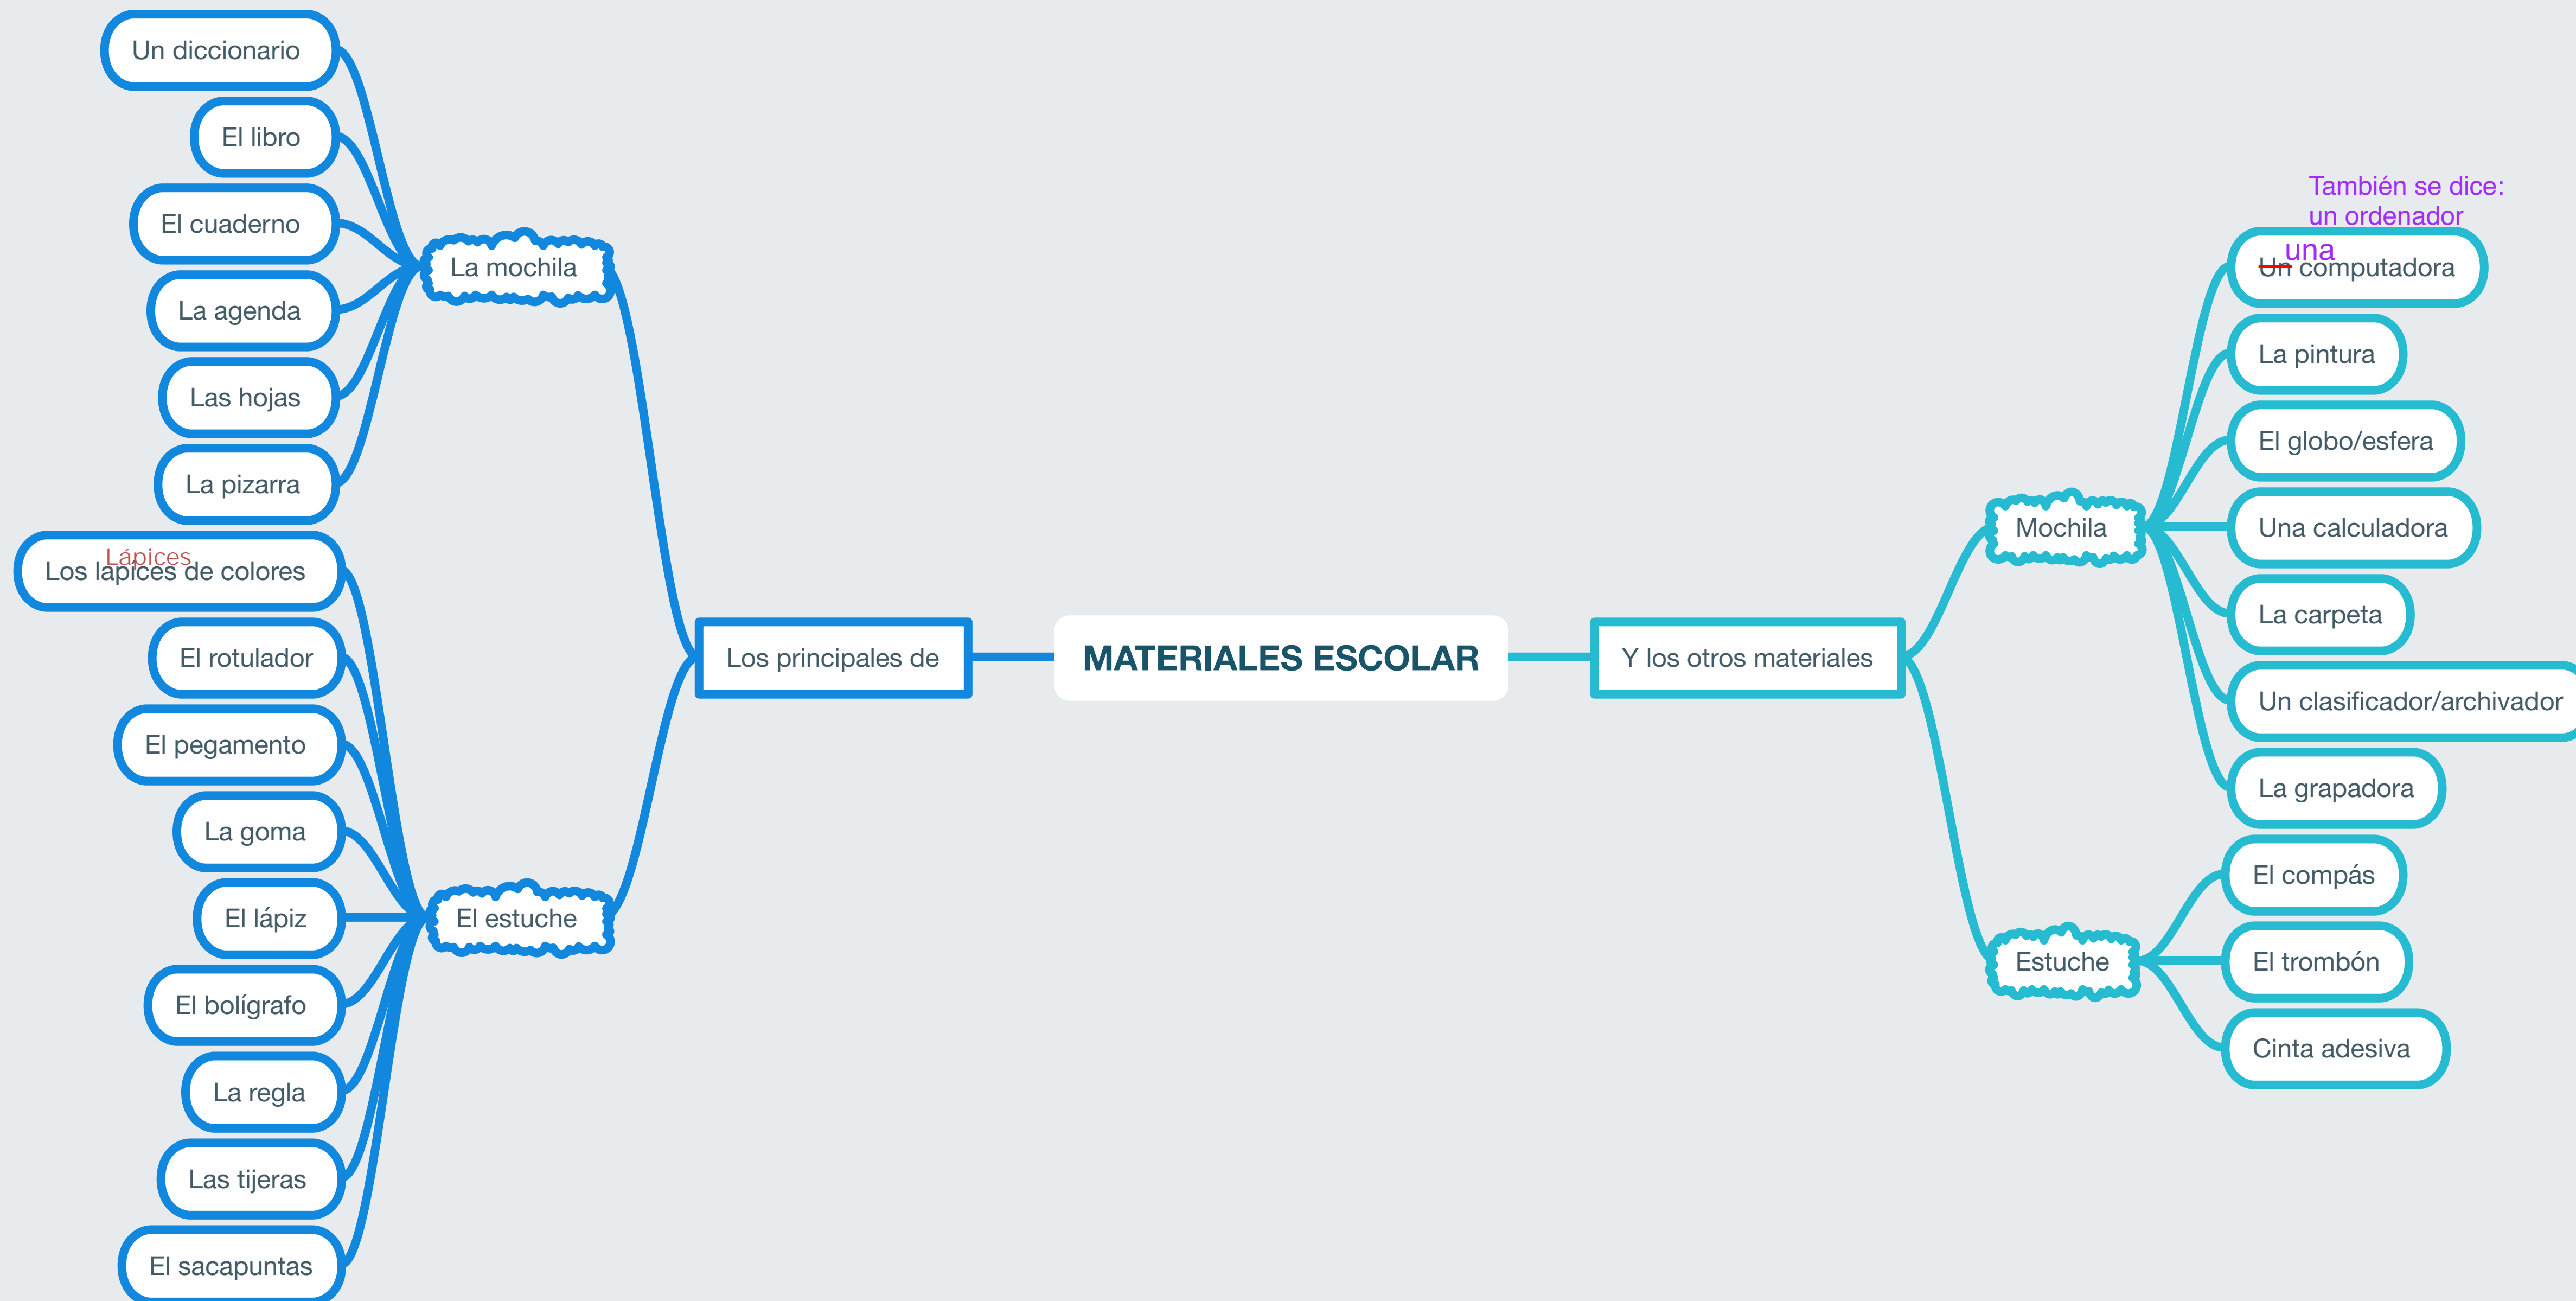 Un diccionario
El libro
El cuaderno
La agenda
Las hojas
La pizarra
La mochila
Lápices
Los lapices de colores
El rotulador
El pegamento
La goma
El lápiz
El bolígrafo
La regla
Las tijeras
El sacapuntas
El estuche
Los principales de
MATERIALES ESCOLAR
Y los otros materiales
Mochila
También se dice:
un ordenador
una
Un computadora
La pintura
El globo/esfera
Una calculadora
La carpeta
Un clasificador/archivador
La grapadora
Estuche
El compás
El trombón
Cinta adesiva